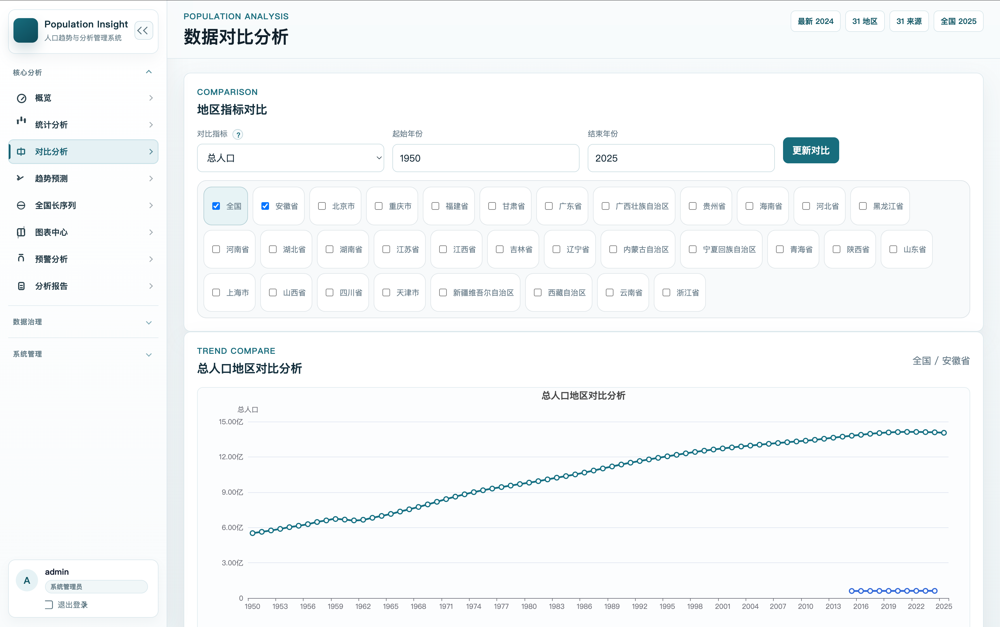 Population Insight
人口趋势与分析管理系统
核心分析
概览
统计分析
对比分析
趋势预测
全国长序列
图表中心
预警分析
分析报告
数据治理
系统管理
A
admin
系统管理员
退出登录
POPULATION ANALYSIS
数据对比分析
最新 2024
31 地区
31 来源
全国 2025
COMPARISON
地区指标对比
对比指标 ?
起始年份
结束年份
总人口
1950
2025
更新对比
全国 安徽省 北京市 重庆市 福建省 甘肃省 广东省 广西壮族自治区 贵州省 海南省 河北省 黑龙江省
河南省 湖北省 湖南省 江苏省 江西省 吉林省 辽宁省 内蒙古自治区 宁夏回族自治区 青海省 陕西省 山东省
上海市 山西省 四川省 天津市 新疆维吾尔自治区 西藏自治区 云南省 浙江省
TREND COMPARE
总人口地区对比分析
全国 / 安徽省
总人口地区对比分析
总人口
15.00亿
12.00亿
9.00亿
6.00亿
3.00亿
0
1950 1953 1956 1959 1962 1965 1968 1971 1974 1977 1980 1983 1986 1989 1992 1995 1998 2001 2004 2007 2010 2013 2016 2019 2022 2025